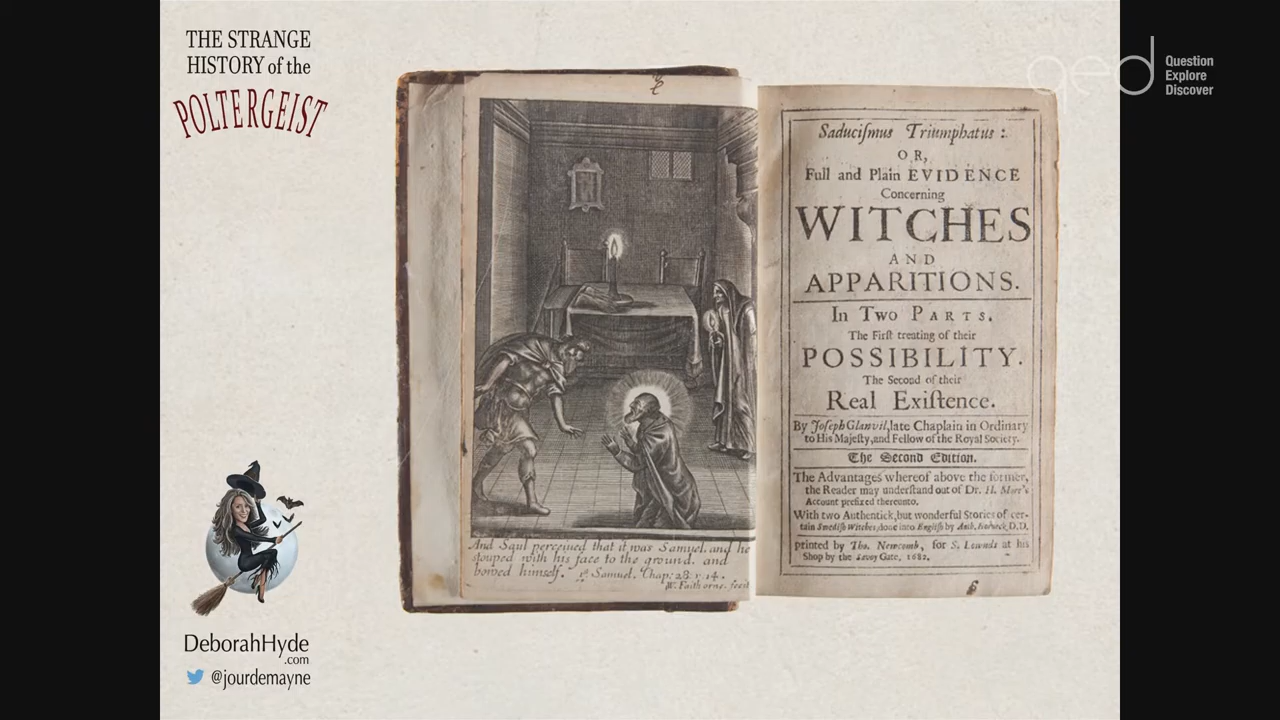 THE STRANGE
HISTORY of the
POLTERGEIST
qed
Question
Explore
Discover
And Saul perceived that it was Samuel. and he
stouped with his face to the ground. and
bowed himself. 1st Samuel. Chap: 28: v: 14.
W. Faithorne. fecit
Saduciſmus Triumphatus :
OR,
Full and Plain EVIDENCE
Concerning
WITCHES
AND
APPARITIONS.
In Two PARTS.
The Firſt treating of their
POSSIBILITY.
The Second of their
Real Exiſtence.
By Joſeph Glanvil, late Chaplain in Ordinary
to His Majeſty, and Fellow of the Royal Society.
The Second Edition.
The Advantages whereof above the former,
the Reader may underſtand out of Dr. H. More's
Account prefixed thereunto.
With two Authentick, but wonderful Stories of cer-
tain Swediſh Witches; done into Engliſh by Anth. Horneck, D.D.
printed by Tho. Newcomb, for S. Lownds at his
Shop by the Savoy Gate, 1682.
DeborahHyde
.com
@jourdemayne